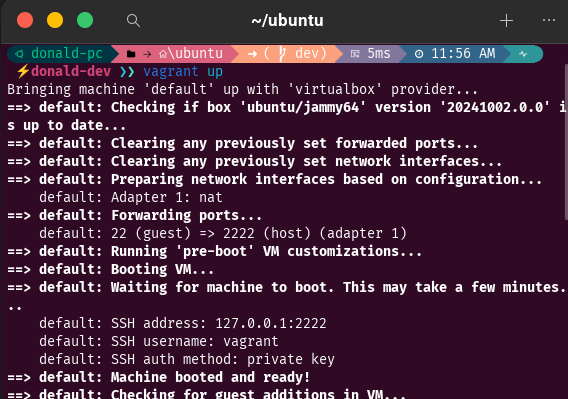 ~/ubuntu
donald-pc → \ubuntu → ( dev) 5ms 11:56 AM
⚡donald-dev ❯❯ vagrant up
Bringing machine 'default' up with 'virtualbox' provider...
==> default: Checking if box 'ubuntu/jammy64' version '20241002.0.0' i
s up to date...
==> default: Clearing any previously set forwarded ports...
==> default: Clearing any previously set network interfaces...
==> default: Preparing network interfaces based on configuration...
    default: Adapter 1: nat
==> default: Forwarding ports...
    default: 22 (guest) => 2222 (host) (adapter 1)
==> default: Running 'pre-boot' VM customizations...
==> default: Booting VM...
==> default: Waiting for machine to boot. This may take a few minutes.
..
    default: SSH address: 127.0.0.1:2222
    default: SSH username: vagrant
    default: SSH auth method: private key
==> default: Machine booted and ready!
==> default: Checking for guest additions in VM...